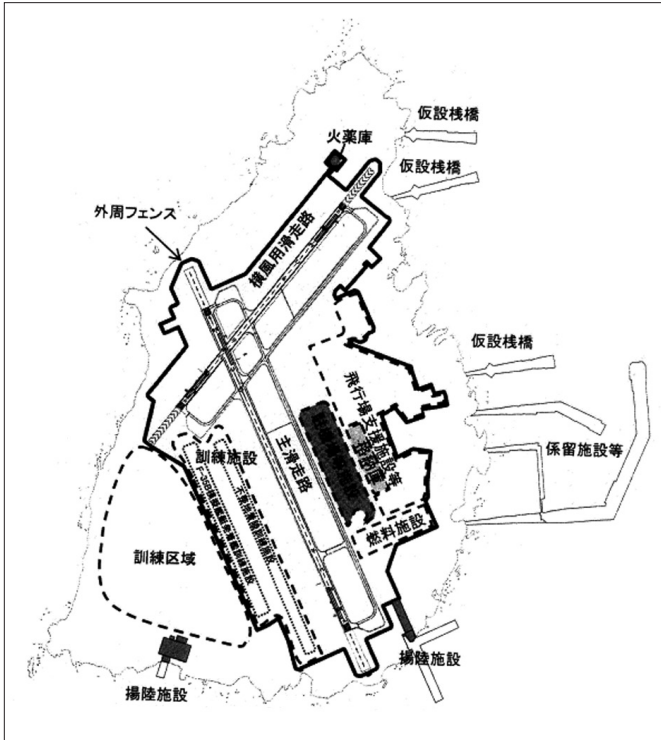 仮設桟橋
火薬庫
仮設桟橋
外周フェンス
横風用滑走路
仮設桟橋
飛行場支援施設等
係留施設等
主滑走路
訓練施設
格納庫
燃料施設
訓練区域
揚陸施設
揚陸施設